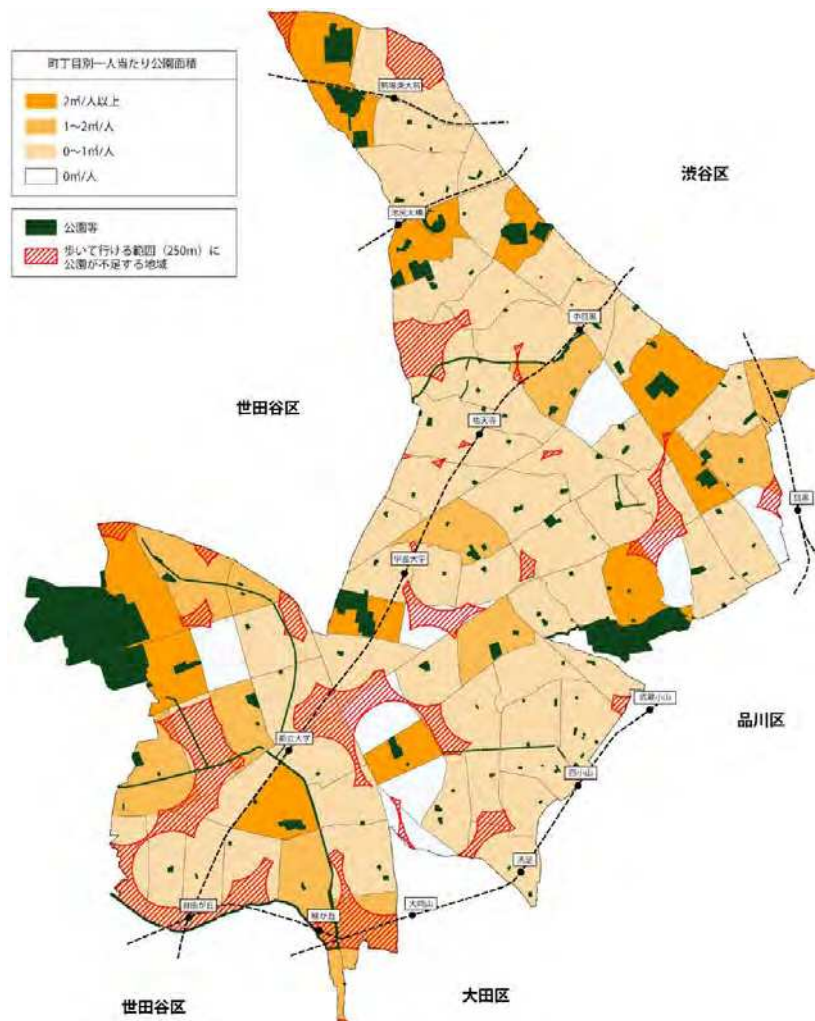 町丁目別一人当たり公園面積
2㎡/人以上
1～2㎡/人
0～1㎡/人
0㎡/人
公園等
歩いて行ける範囲（250m）に
公園が不足する地域
駒場東大前
渋谷区
池尻大橋
中目黒
世田谷区
祐天寺
目黒
学芸大学
武蔵小山
品川区
都立大学
西小山
洗足
自由が丘
緑が丘
大岡山
世田谷区
大田区